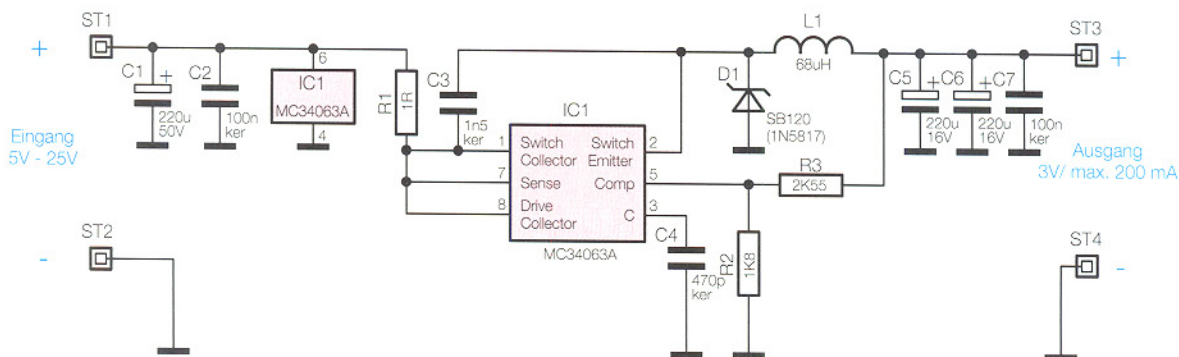 ST1
+
C1
+
220u
50V
C2
100n
ker
6
IC1
MC34063A
4
R1
1R
C3
1n5
ker
IC1
1
Switch
Collector
Switch
Emitter
2
7
Sense
Comp
5
8
Drive
Collector
C
3
MC34063A
C4
470p
ker
D1
SB120
(1N5817)
L1
68uH
R3
2K55
R2
1K8
C5
+
220u
16V
C6
+
220u
16V
C7
100n
ker
ST3
+
Eingang
5V - 25V
Ausgang
3V/ max. 200 mA
ST2
-
ST4
-